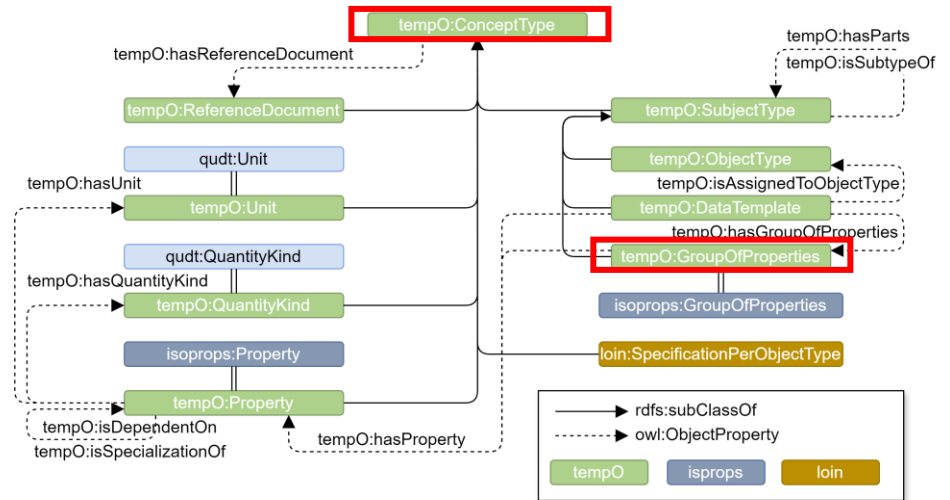 tempO:ConceptType
tempO:hasReferenceDocument
tempO:hasParts
tempO:isSubtypeOf
tempO:ReferenceDocument
tempO:SubjectType
qudt:Unit
tempO:ObjectType
tempO:hasUnit
tempO:isAssignedToObjectType
tempO:Unit
tempO:DataTemplate
tempO:hasGroupOfProperties
qudt:QuantityKind
tempO:GroupOfProperties
tempO:hasQuantityKind
tempO:QuantityKind
isoprops:GroupOfProperties
isoprops:Property
loin:SpecificationPerObjectType
tempO:Property
tempO:isDependentOn
tempO:isSpecializationOf
tempO:hasProperty
rdfs:subClassOf
owl:ObjectProperty
tempO
isprops
loin